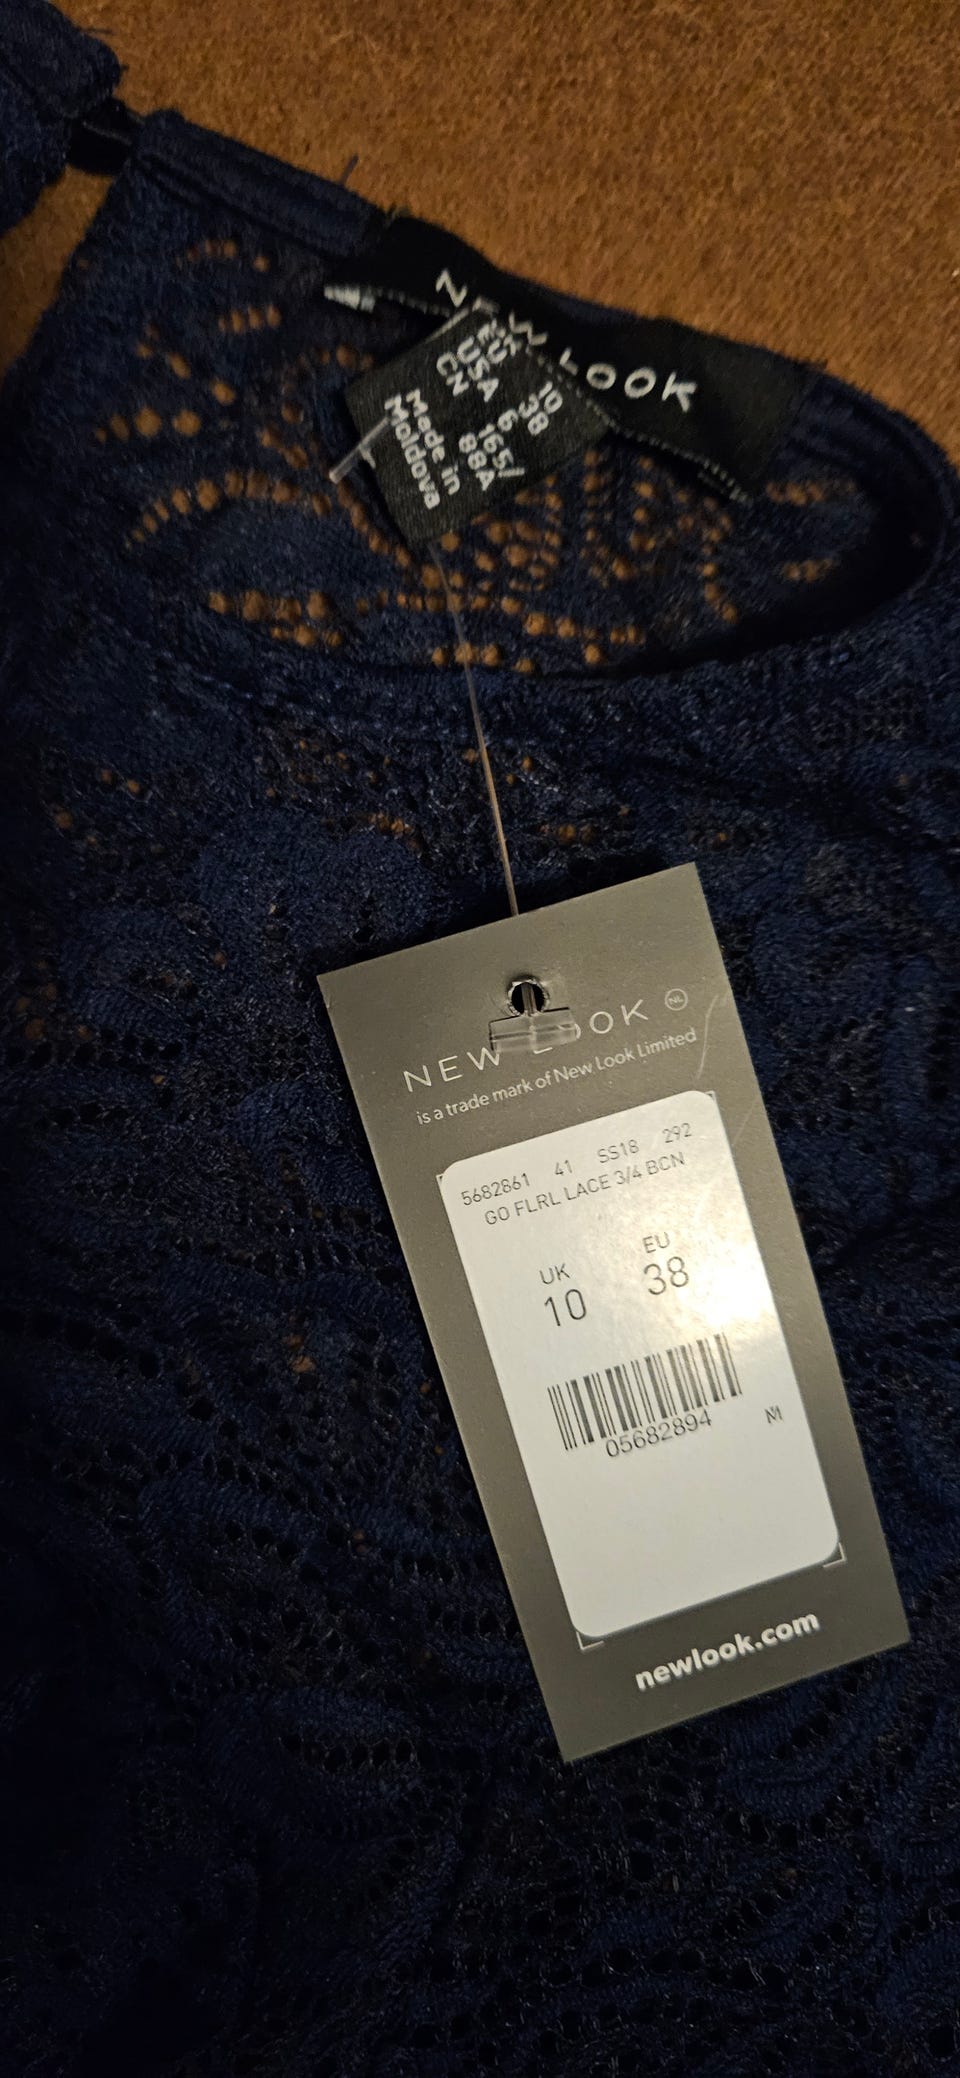 NEW LOOK
10
EU 38
USA 6
CN 165/
88A
Made in
Moldova
NEW LOOK NL
is a trade mark of New Look Limited
5682861 41 SS18 292
GO FLRL LACE 3/4 BCN
UK EU
10 38
05682894
M
newlook.com